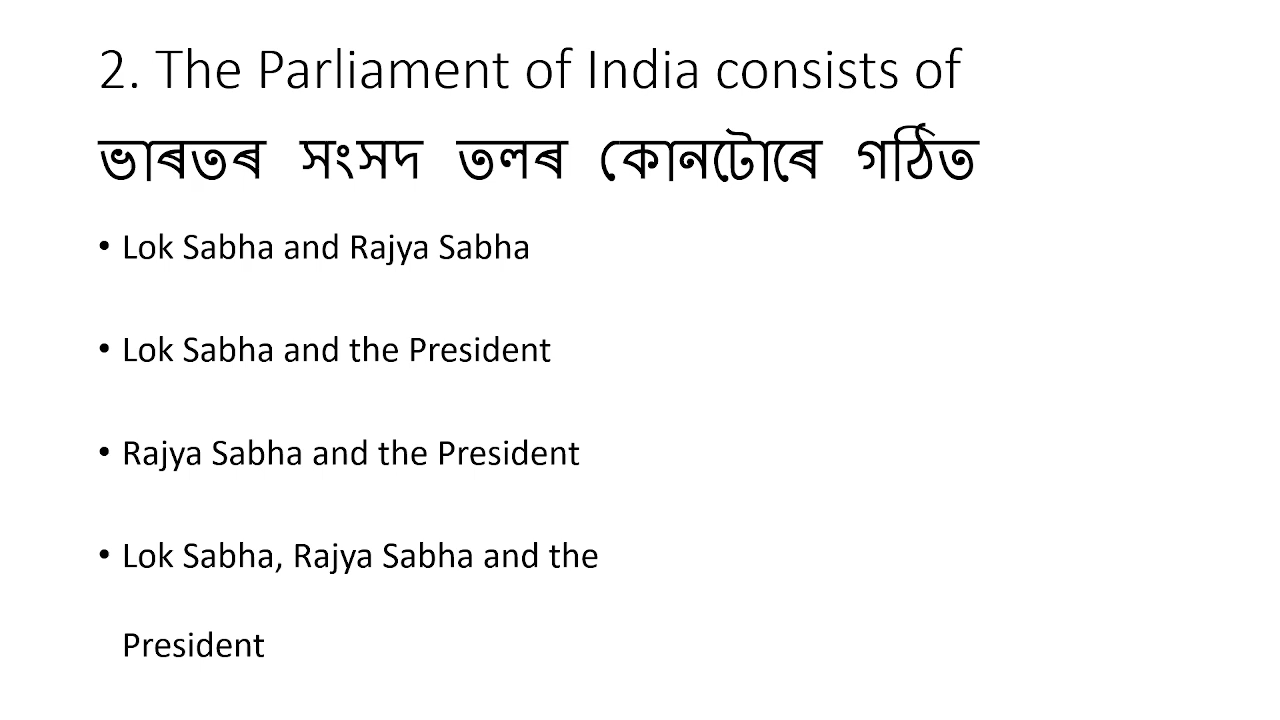 2. The Parliament of India consists of
ভাৰতৰ সংসদ তলৰ কোনটোৰে গঠিত
• Lok Sabha and Rajya Sabha
• Lok Sabha and the President
• Rajya Sabha and the President
• Lok Sabha, Rajya Sabha and the
President